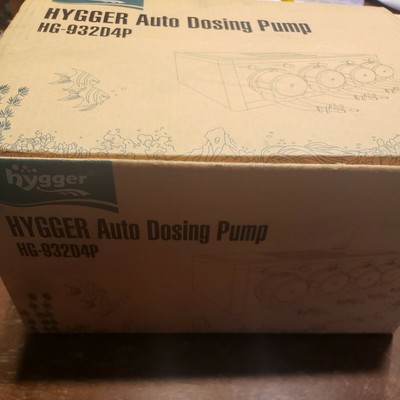 HYGGER Auto Dosing Pump
HG-932D4P
hygger
HYGGER Auto Dosing Pump
HG-932D4P